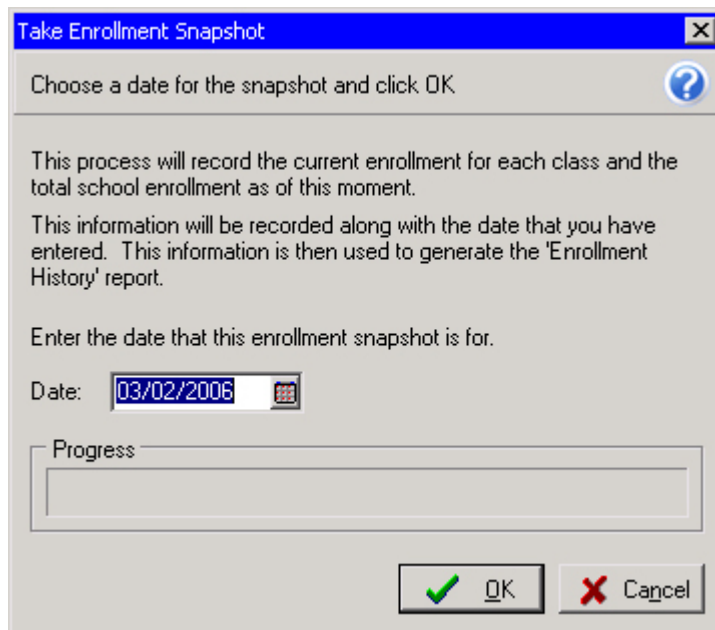 Take Enrollment Snapshot
Choose a date for the snapshot and click OK
This process will record the current enrollment for each class and the
total school enrollment as of this moment.
This information will be recorded along with the date that you have
entered.  This information is then used to generate the 'Enrollment
History' report.
Enter the date that this enrollment snapshot is for.
Date: 03/02/2006
Progress
OK Cancel